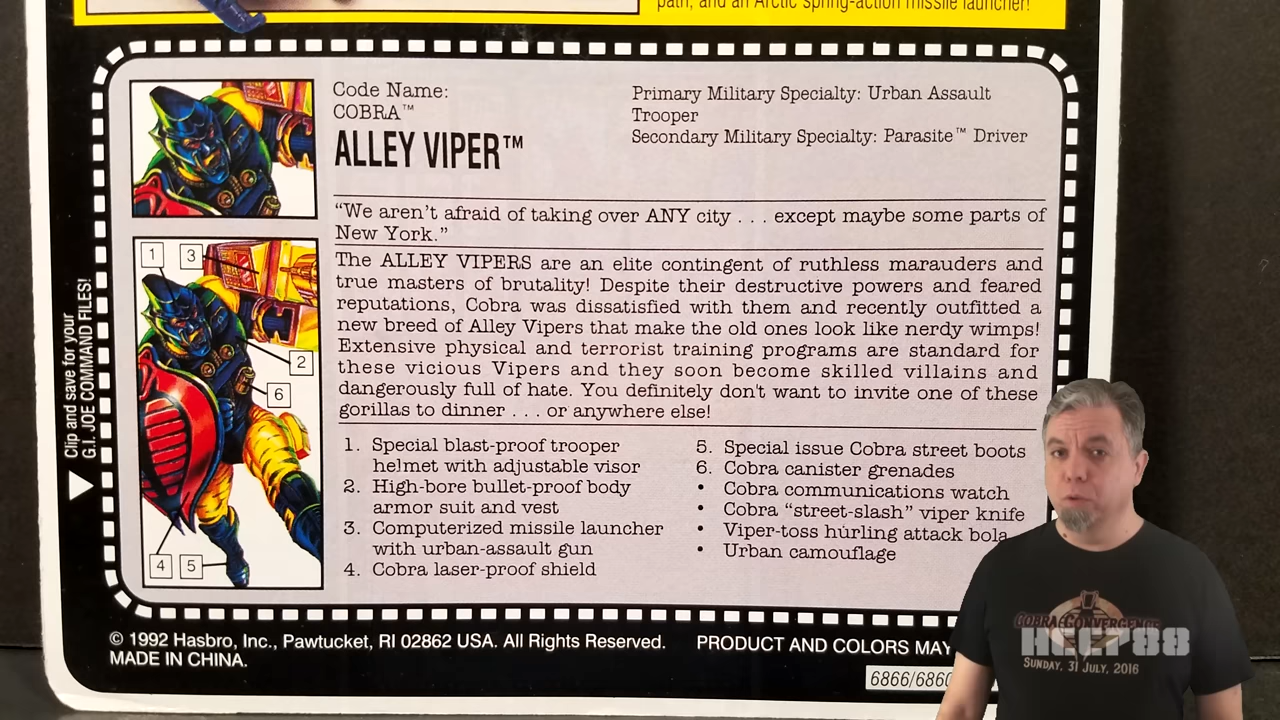 path, and an Arctic spring-action missile launcher!
Code Name:
COBRA™
ALLEY VIPER™
Primary Military Specialty: Urban Assault
Trooper
Secondary Military Specialty: Parasite™ Driver
“We aren’t afraid of taking over ANY city . . . except maybe some parts of
New York.”
The ALLEY VIPERS are an elite contingent of ruthless marauders and
true masters of brutality! Despite their destructive powers and feared
reputations, Cobra was dissatisfied with them and recently outfitted a
new breed of Alley Vipers that make the old ones look like nerdy wimps!
Extensive physical and terrorist training programs are standard for
these vicious Vipers and they soon become skilled villains and
dangerously full of hate. You definitely don’t want to invite one of these
gorillas to dinner . . . or anywhere else!
1. Special blast-proof trooper
helmet with adjustable visor
2. High-bore bullet-proof body
armor suit and vest
3. Computerized missile launcher
with urban-assault gun
4. Cobra laser-proof shield
5. Special issue Cobra street boots
6. Cobra canister grenades
• Cobra communications watch
• Cobra “street-slash” viper knife
• Viper-toss hurling attack bola
• Urban camouflage
1
3
2
6
4
5
Clip and save for your
G.I. JOE COMMAND FILES!
© 1992 Hasbro, Inc., Pawtucket, RI 02862 USA. All Rights Reserved.
MADE IN CHINA.
PRODUCT AND COLORS MAY
6866/6860
COBRA CONVERGENCE
HCC788
SUNDAY, 31 JULY, 2016